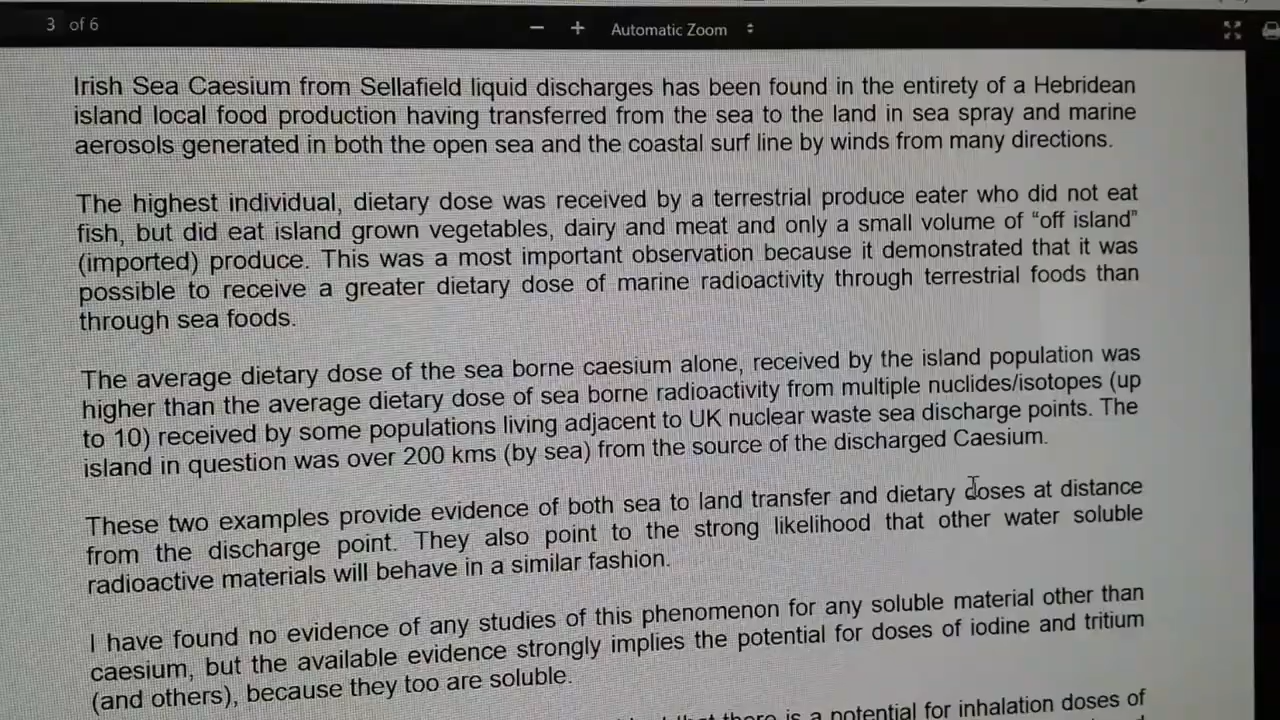 3 of 6
− + Automatic Zoom
Irish Sea Caesium from Sellafield liquid discharges has been found in the entirety of a Hebridean
island local food production having transferred from the sea to the land in sea spray and marine
aerosols generated in both the open sea and the coastal surf line by winds from many directions.
The highest individual, dietary dose was received by a terrestrial produce eater who did not eat
fish, but did eat island grown vegetables, dairy and meat and only a small volume of “off island”
(imported) produce. This was a most important observation because it demonstrated that it was
possible to receive a greater dietary dose of marine radioactivity through terrestrial foods than
through sea foods.
The average dietary dose of the sea borne caesium alone, received by the island population was
higher than the average dietary dose of sea borne radioactivity from multiple nuclides/isotopes (up
to 10) received by some populations living adjacent to UK nuclear waste sea discharge points. The
island in question was over 200 kms (by sea) from the source of the discharged Caesium.
These two examples provide evidence of both sea to land transfer and dietary doses at distance
from the discharge point. They also point to the strong likelihood that other water soluble
radioactive materials will behave in a similar fashion.
I have found no evidence of any studies of this phenomenon for any soluble material other than
caesium, but the available evidence strongly implies the potential for doses of iodine and tritium
(and others), because they too are soluble.
that there is a potential for inhalation doses of